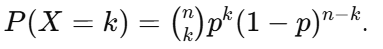 P(X = k) = \binom{n}{k} p^k (1 - p)^{n-k}.